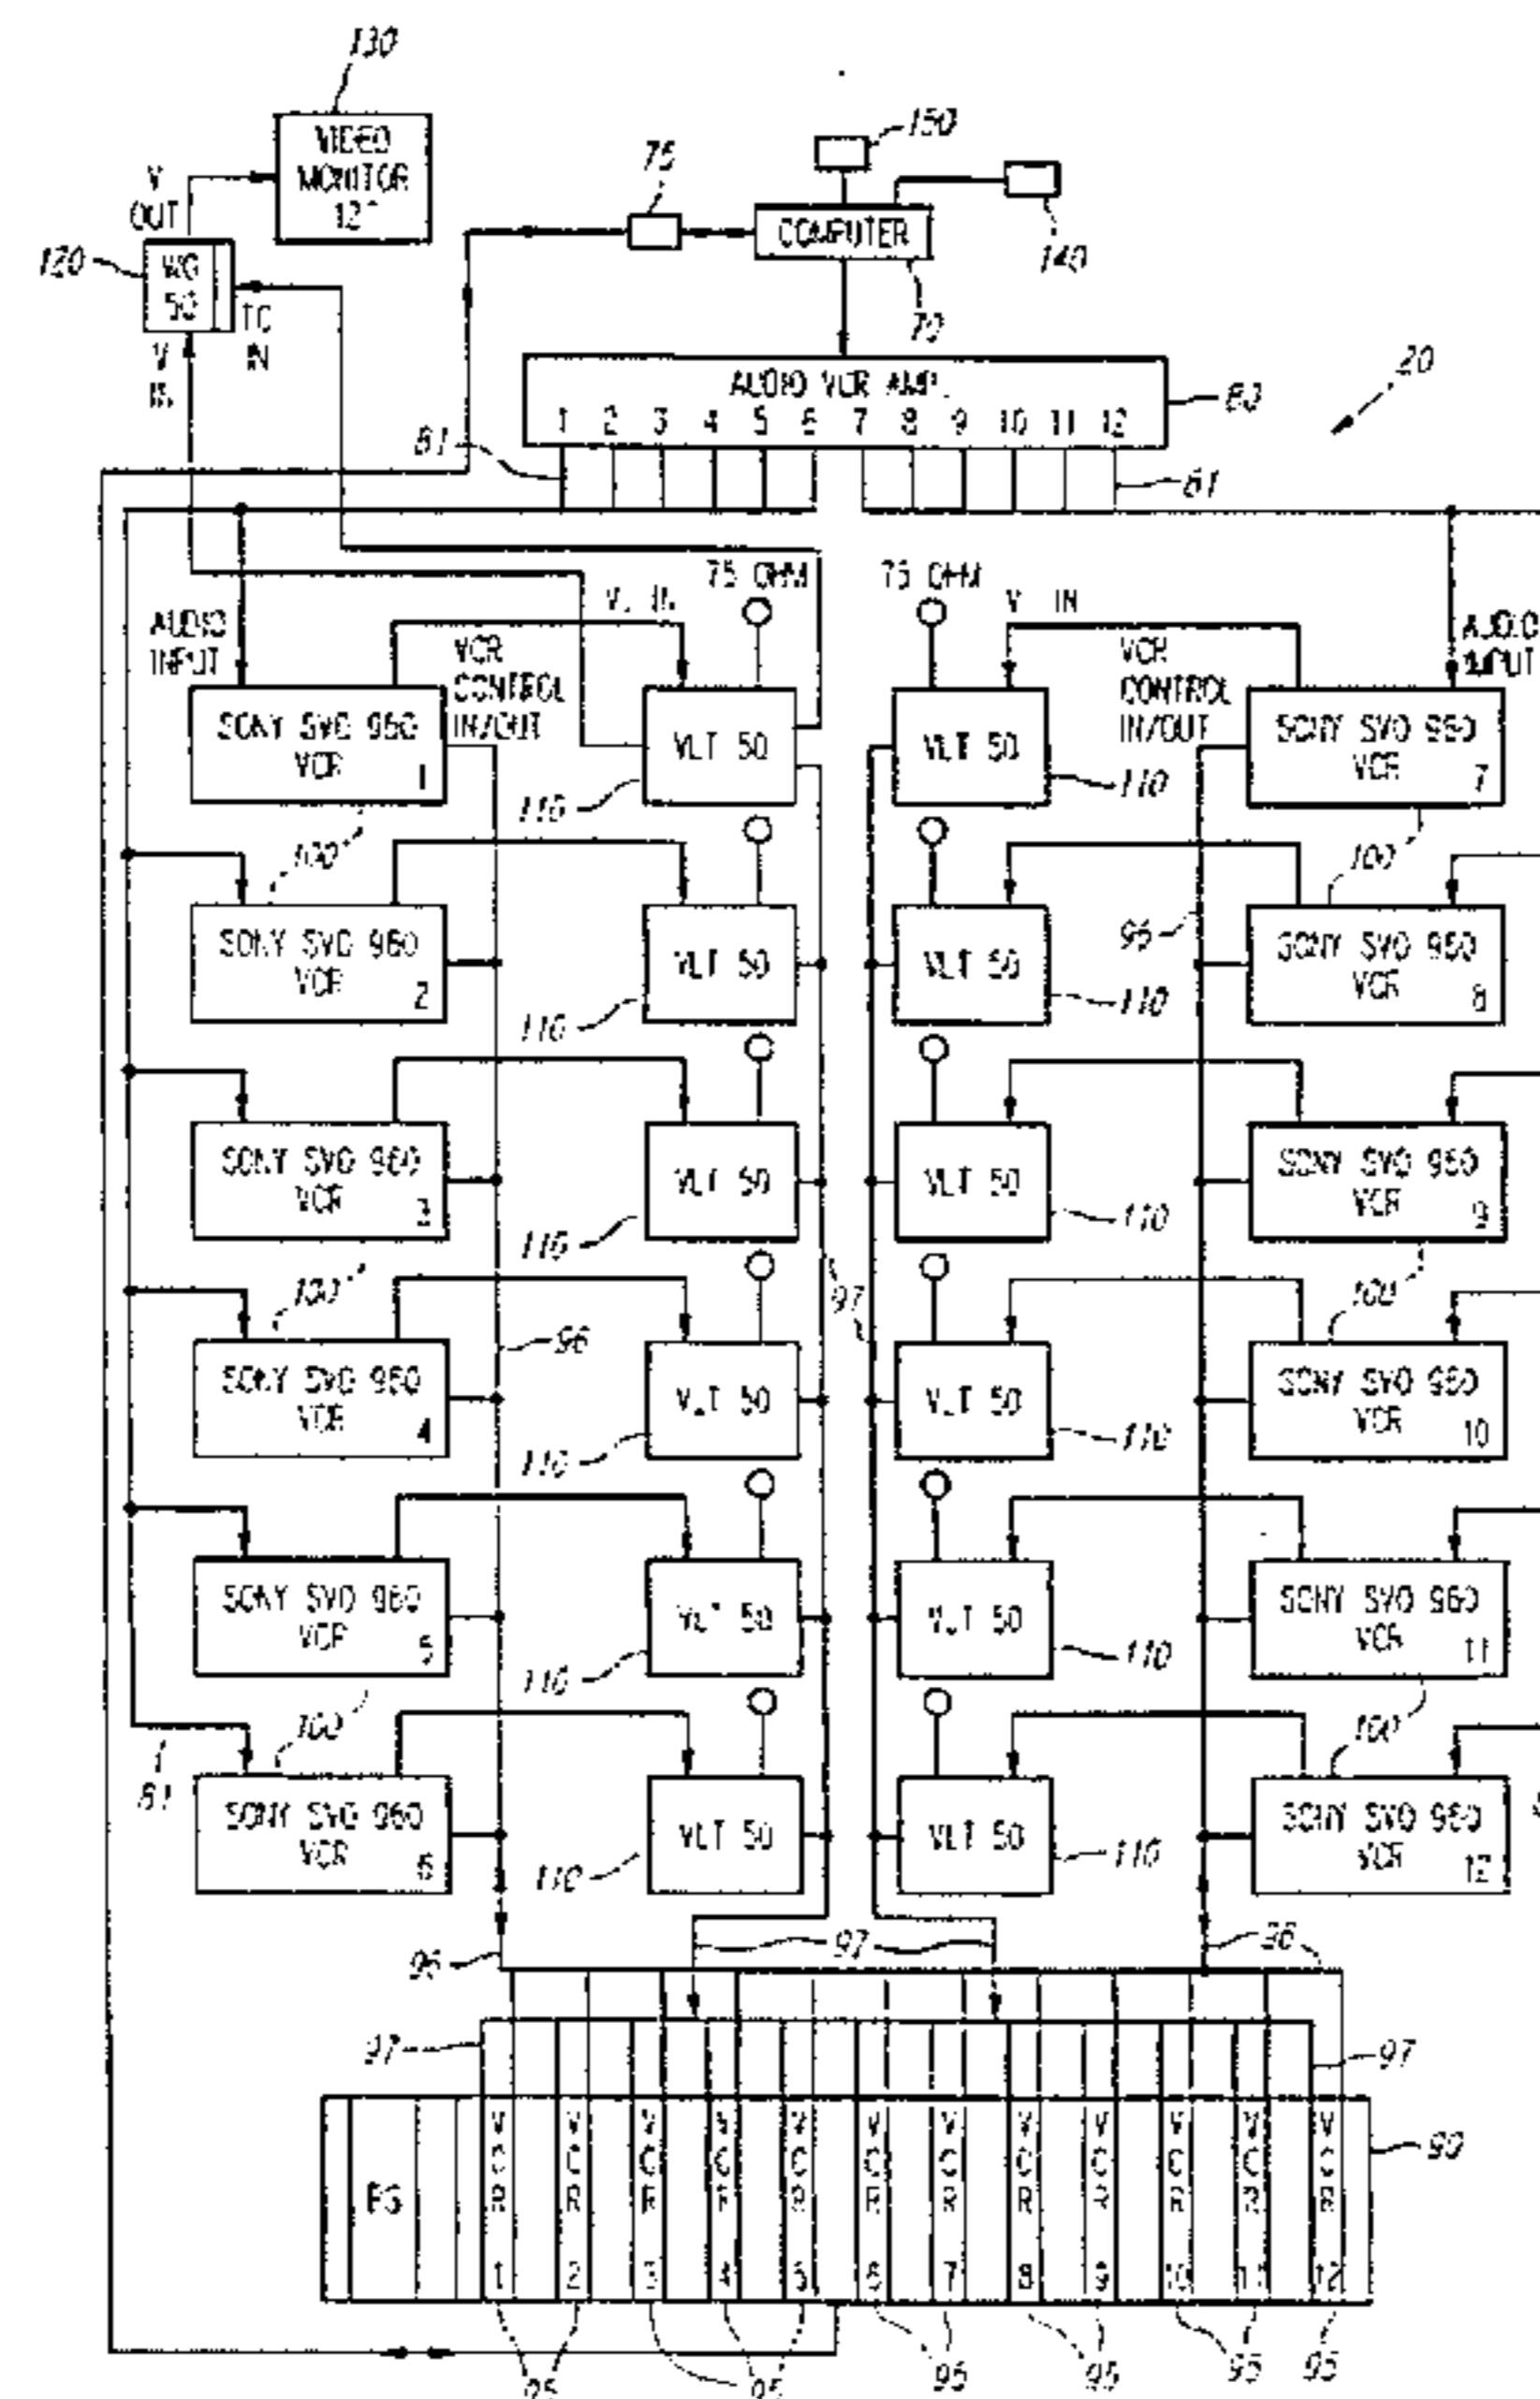 130
VIDEO
MONITOR
12"
V
OUT
120
WG
50
TC
IN
V
IN
75
150
COMPUTER
140
70
20
AUDIO VCR AMP.
80
1 2 3 4 5 6 7 8 9 10 11 12
81
81
75 OHM
75 OHM
AUDIO
INPUT
V. IN
VCR
CONTROL
IN/OUT
V IN
VCR
CONTROL
IN/OUT
AUDIO
INPUT
SONY SVO 960
VCR
1
VLT 50
VLT 50
SONY SVO 960
VCR
7
110
110
100
100
SONY SVO 960
VCR
2
VLT 50
VLT 50
96
SONY SVO 960
VCR
8
110
110
SONY SVO 960
VCR
3
VLT 50
VLT 50
SONY SVO 960
VCR
9
110
110
100
97
100
96
SONY SVO 960
VCR
4
VLT 50
VLT 50
SONY SVO 960
VCR
10
110
110
SONY SVO 960
VCR
5
VLT 50
VLT 50
SONY SVO 960
VCR
11
110
110
100
100
81
SONY SVO 960
VCR
6
VLT 50
VLT 50
SONY SVO 960
VCR
12
110
110
96
97
96
97
97
90
VCR 1
VCR 2
VCR 3
VCR 4
VCR 5
VCR 6
VCR 7
VCR 8
VCR 9
VCR 10
VCR 11
VCR 12
95
95
95
95
95
95
95